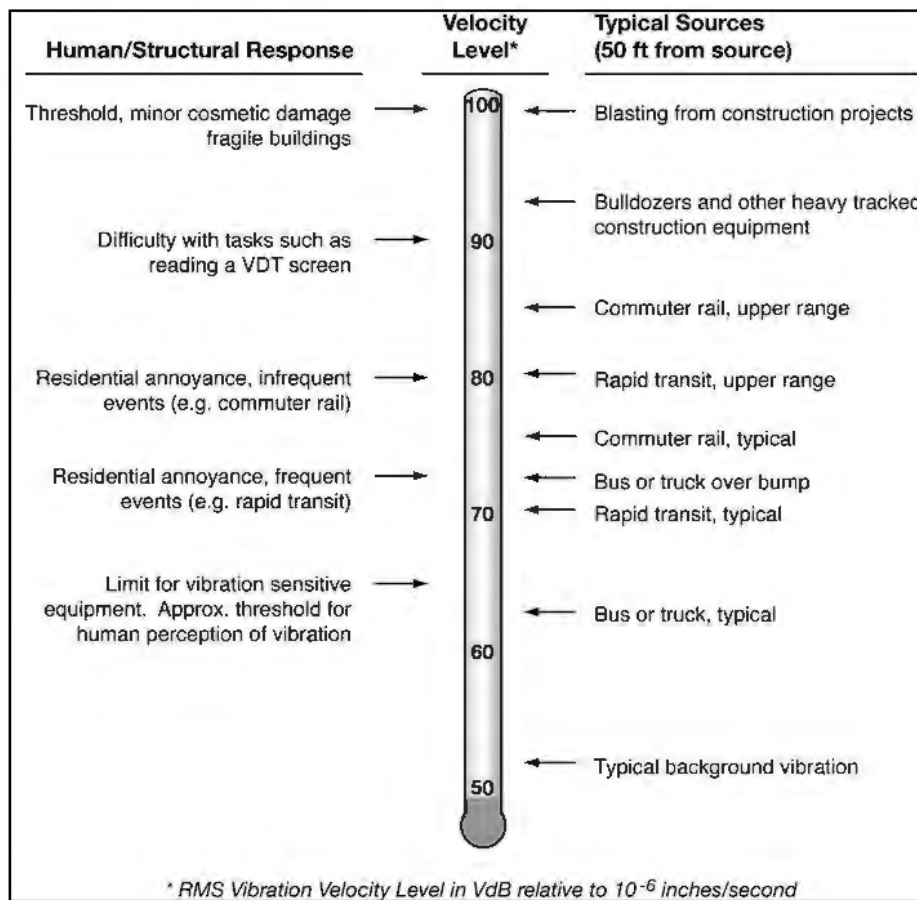 Human/Structural Response
Velocity
Level*
Typical Sources
(50 ft from source)
Threshold, minor cosmetic damage
fragile buildings
100
Blasting from construction projects
Bulldozers and other heavy tracked
construction equipment
Difficulty with tasks such as
reading a VDT screen
90
Commuter rail, upper range
Residential annoyance, infrequent
events (e.g. commuter rail)
80
Rapid transit, upper range
Commuter rail, typical
Residential annoyance, frequent
events (e.g. rapid transit)
Bus or truck over bump
70
Rapid transit, typical
Limit for vibration sensitive
equipment. Approx. threshold for
human perception of vibration
Bus or truck, typical
60
Typical background vibration
50
* RMS Vibration Velocity Level in VdB relative to 10⁻⁶ inches/second